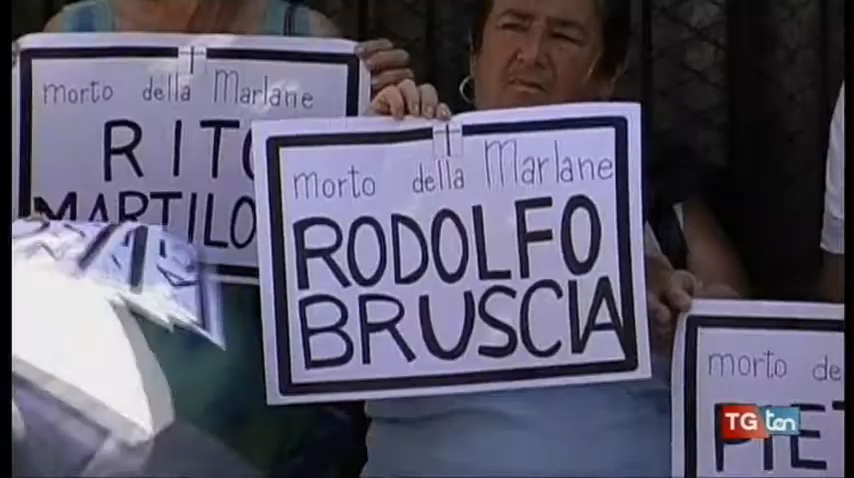 morto della Marlane
RITO
MARTILO
morto della Marlane
RODOLFO
BRUSCIA
morto de
PIET
TG ten